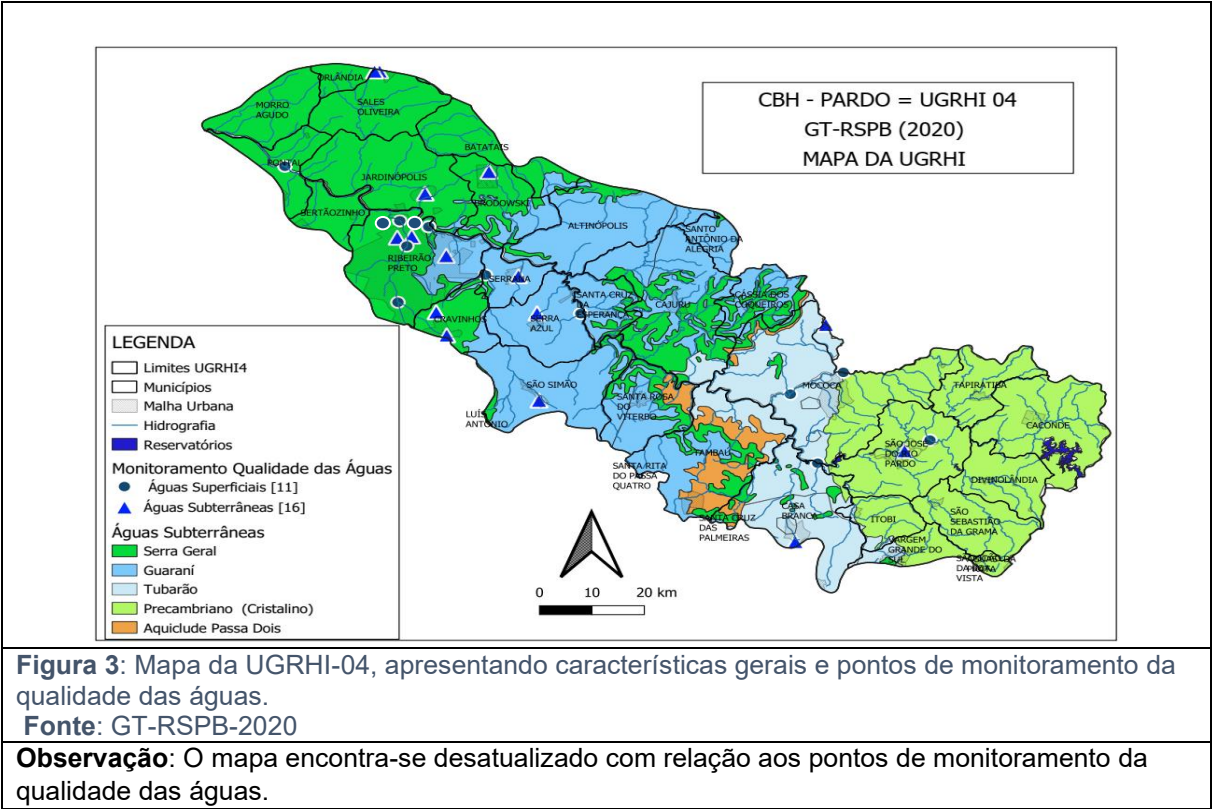 CBH - PARDO = UGRHI 04
GT-RSPB (2020)
MAPA DA UGRHI
ORLÂNDIA
MORRO
AGUDO
SALES
OLIVEIRA
BATATAIS
PONTAL
JARDINÓPOLIS
BRODOWSKI
SERTÃOZINHO
ALTINÓPOLIS
SANTO
ANTÔNIO DA
ALEGRIA
RIBEIRÃO
PRETO
SERRANA
SANTA CRUZ
DA
ESPERANÇA
CAJURU
CÁSSIA DOS
COQUEIROS
CRAVINHOS
SERRA
AZUL
SÃO SIMÃO
LUÍS
ANTÔNIO
SANTA ROSA
DO
VITERBO
MOCOCA
TAPIRATIBA
CACONDE
SÃO JOSÉ
DO RIO
PARDO
TAMBAÚ
SANTA RITA
DO PASSA
QUATRO
DIVINOLÂNDIA
SANTA CRUZ
DAS
PALMEIRAS
CASA
BRANCA
ITOBI
SÃO
SEBASTIÃO
DA GRAMA
VARGEM
GRANDE DO
SUL
VISTA
LEGENDA
Limites UGRHI4
Municípios
Malha Urbana
Hidrografia
Reservatórios
Monitoramento Qualidade das Águas
Águas Superficiais [11]
Águas Subterrâneas [16]
Águas Subterrâneas
Serra Geral
Guaraní
Tubarão
Precambriano (Cristalino)
Aquiclude Passa Dois
0 10 20 km
Figura 3: Mapa da UGRHI-04, apresentando características gerais e pontos de monitoramento da
qualidade das águas.
Fonte: GT-RSPB-2020
Observação: O mapa encontra-se desatualizado com relação aos pontos de monitoramento da
qualidade das águas.